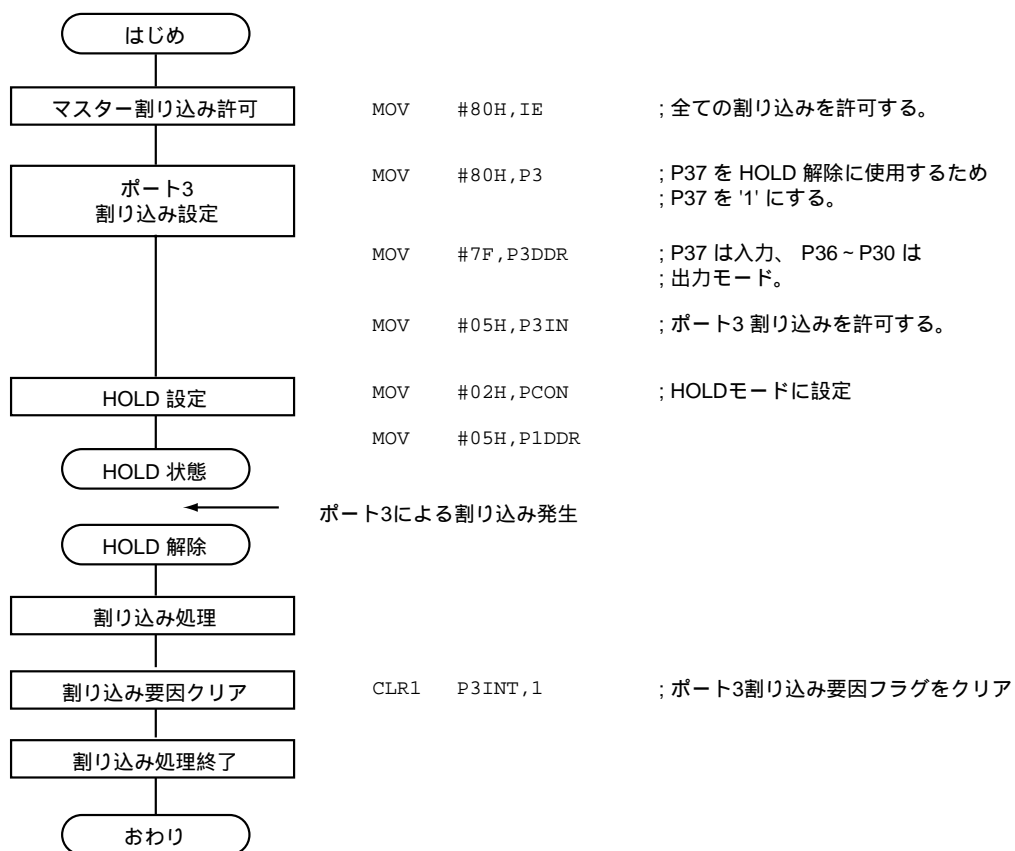 はじめ
マスター割り込み許可
MOV #80H,IE ; 全ての割り込みを許可する。
ポート3
割り込み設定
MOV #80H,P3 ; P37 を HOLD 解除に使用するため
; P37 を '1' にする。
MOV #7F,P3DDR ; P37 は入力、 P36 ~ P30 は
; 出力モード。
MOV #05H,P3IN ; ポート3 割り込みを許可する。
HOLD 設定
MOV #02H,PCON ; HOLDモードに設定
MOV #05H,P1DDR
HOLD 状態
ポート3による割り込み発生
HOLD 解除
割り込み処理
割り込み要因クリア
CLR1 P3INT,1 ; ポート3割り込み要因フラグをクリア
割り込み処理終了
おわり